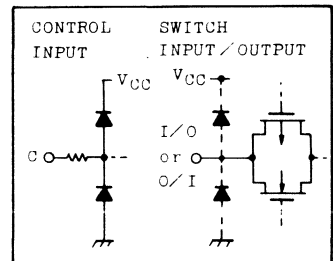 CONTROL
INPUT
SWITCH
INPUT/OUTPUT
VCC
VCC
C
I/O
or
O/I